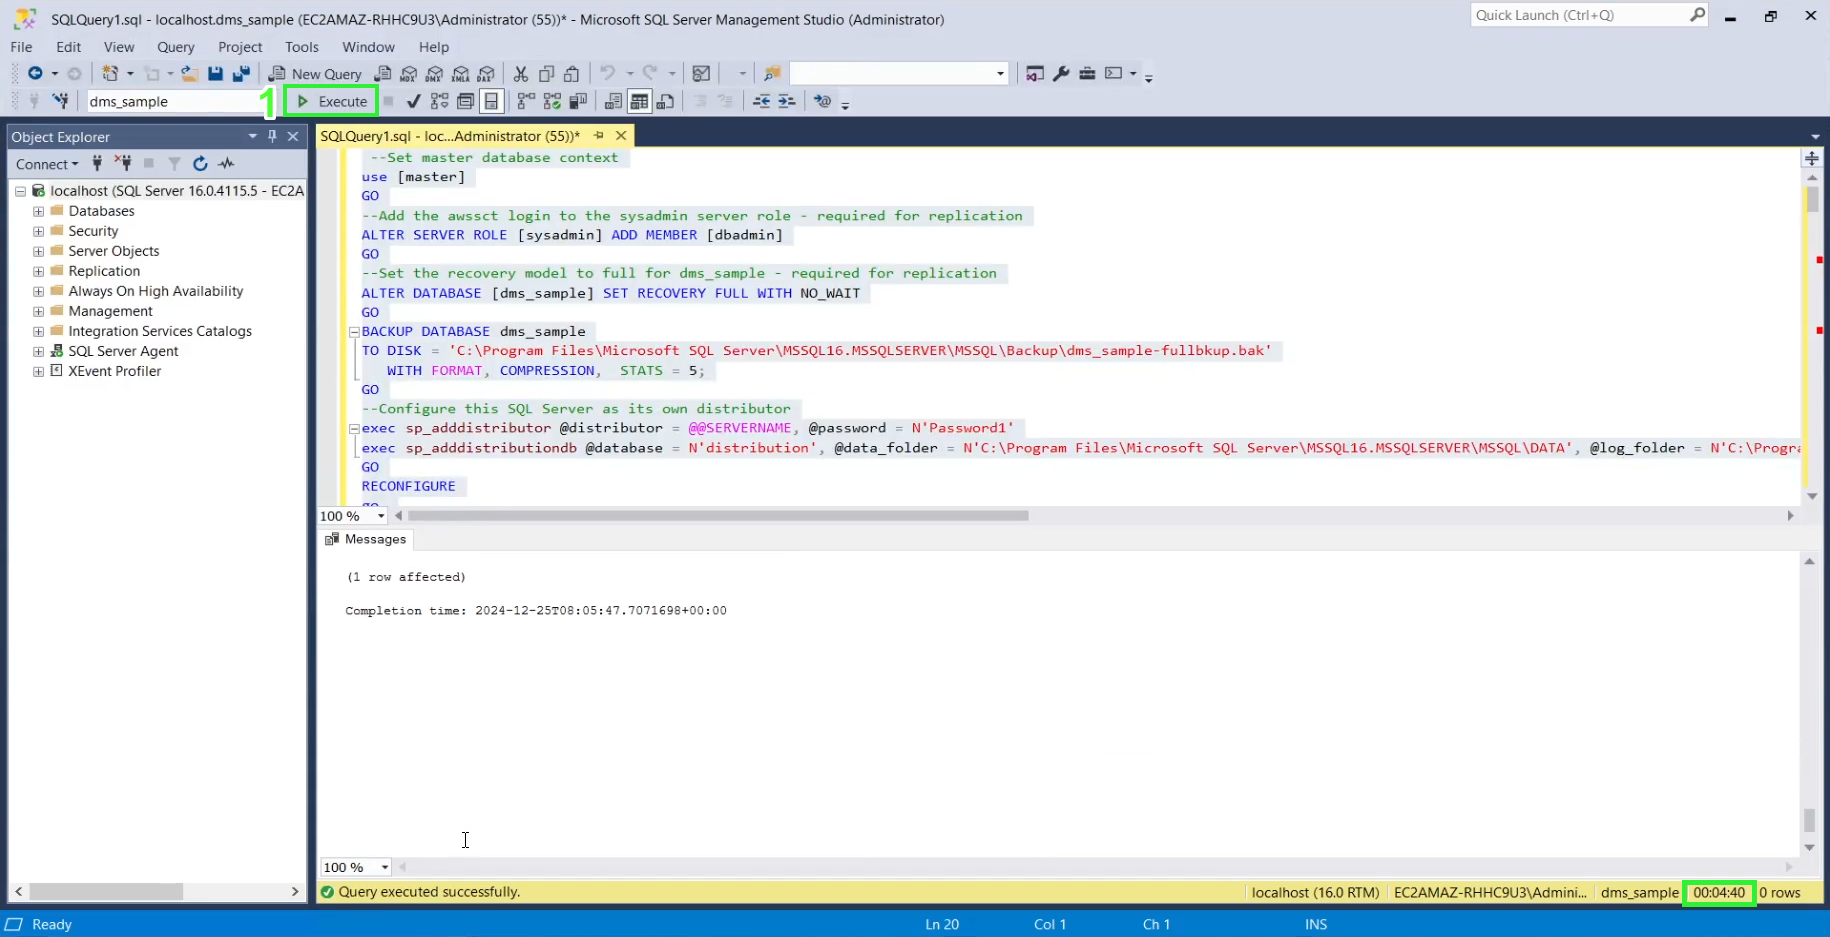 SQLQuery1.sql - localhost.dms_sample (EC2AMAZ-RHHC9U3\Administrator (55))* - Microsoft SQL Server Management Studio (Administrator)
Quick Launch (Ctrl+Q)
File Edit View Query Project Tools Window Help
New Query MDX DMX XMLA DAX
dms_sample 1 Execute
Object Explorer
SQLQuery1.sql - loc...Administrator (55))*
Connect
localhost (SQL Server 16.0.4115.5 - EC2A
Databases
Security
Server Objects
Replication
Always On High Availability
Management
Integration Services Catalogs
SQL Server Agent
XEvent Profiler
--Set master database context
use [master]
GO
--Add the awssct login to the sysadmin server role - required for replication
ALTER SERVER ROLE [sysadmin] ADD MEMBER [dbadmin]
GO
--Set the recovery model to full for dms_sample - required for replication
ALTER DATABASE [dms_sample] SET RECOVERY FULL WITH NO_WAIT
GO
BACKUP DATABASE dms_sample
TO DISK = 'C:\Program Files\Microsoft SQL Server\MSSQL16.MSSQLSERVER\MSSQL\Backup\dms_sample-fullbkup.bak'
WITH FORMAT, COMPRESSION, STATS = 5;
GO
--Configure this SQL Server as its own distributor
exec sp_adddistributor @distributor = @@SERVERNAME, @password = N'Password1'
exec sp_adddistributiondb @database = N'distribution', @data_folder = N'C:\Program Files\Microsoft SQL Server\MSSQL16.MSSQLSERVER\MSSQL\DATA', @log_folder = N'C:\Progra
GO
RECONFIGURE
go
100 %
Messages
(1 row affected)
Completion time: 2024-12-25T08:05:47.7071698+00:00
100 %
Query executed successfully. localhost (16.0 RTM) EC2AMAZ-RHHC9U3\Admini... dms_sample 00:04:40 0 rows
Ready Ln 20 Col 1 Ch 1 INS